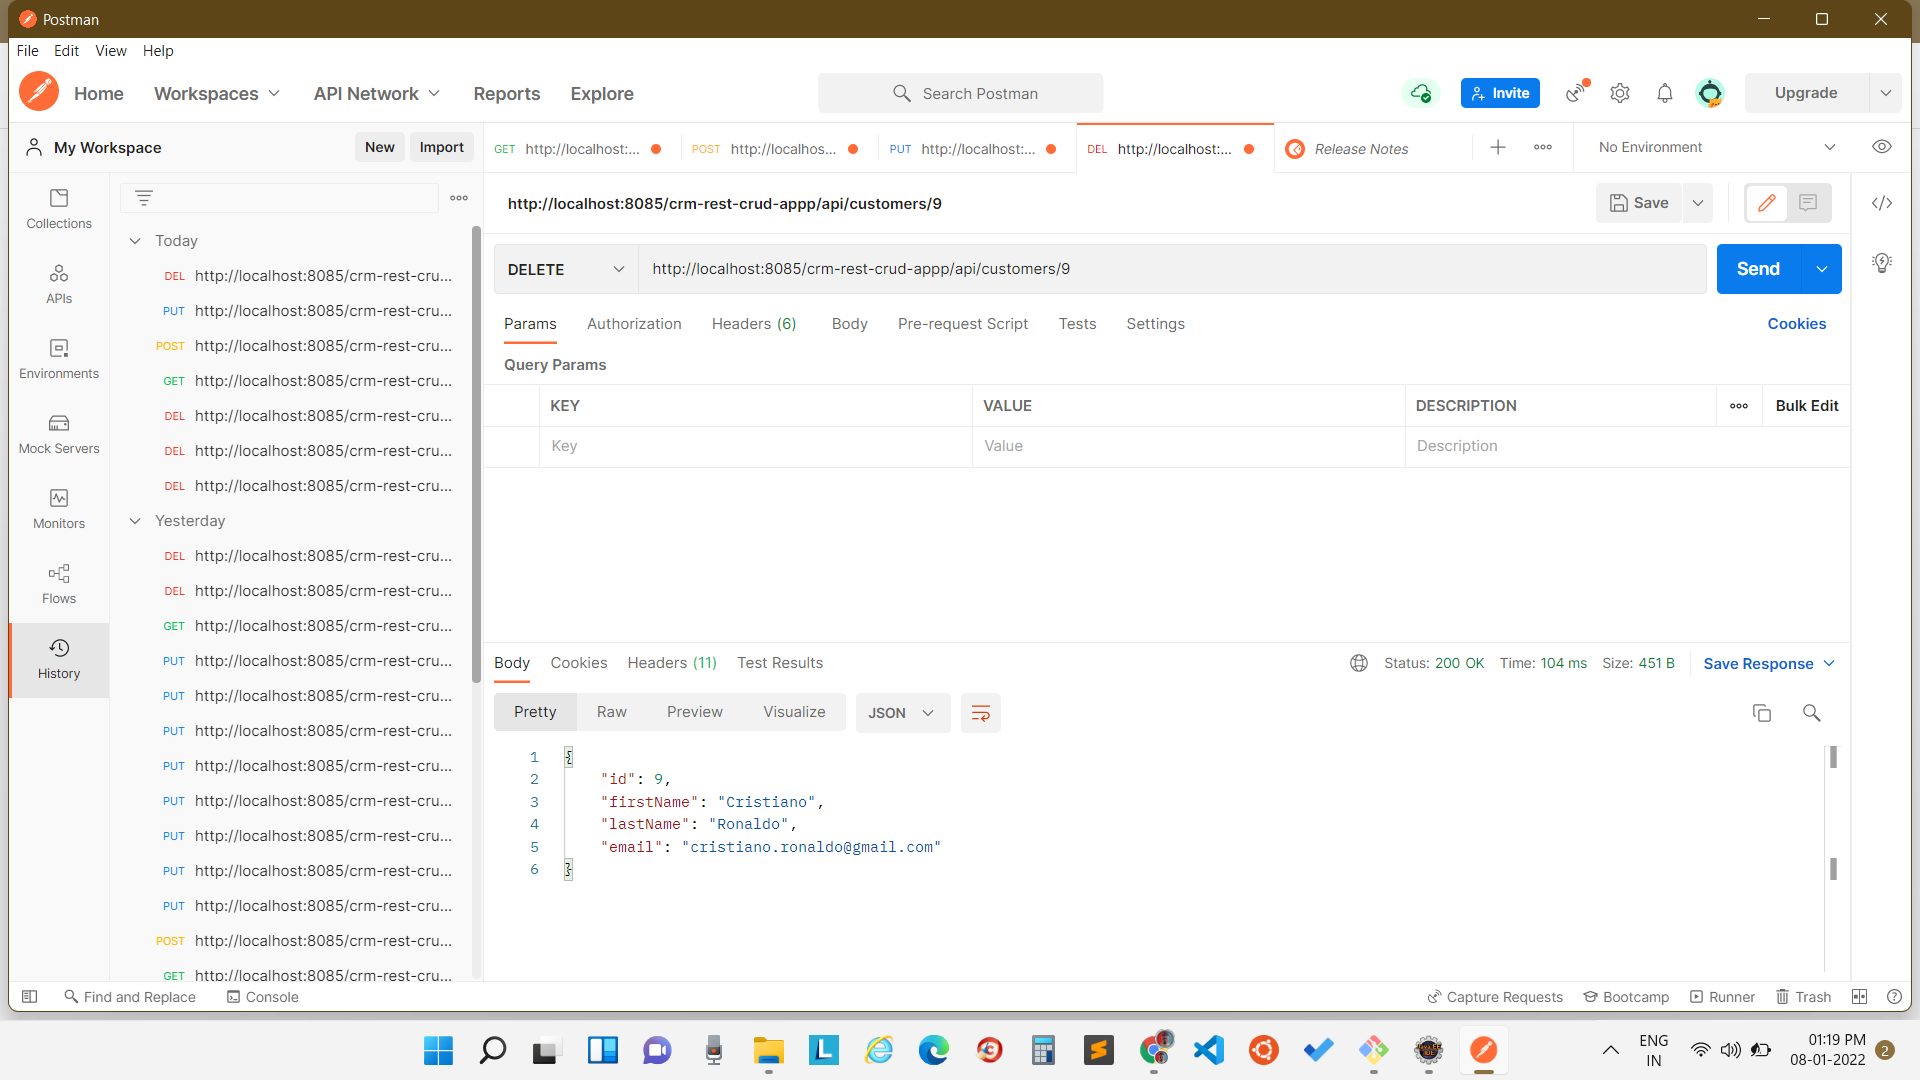 Postman
File Edit View Help
Home Workspaces API Network Reports Explore Search Postman Invite Upgrade
My Workspace New Import
GET http://localhost:... POST http://localhos... PUT http://localhost:... DEL http://localhost:... Release Notes No Environment
Collections
APIs
Environments
Mock Servers
Monitors
Flows
History
Today
DEL http://localhost:8085/crm-rest-cru...
PUT http://localhost:8085/crm-rest-cru...
POST http://localhost:8085/crm-rest-cru...
GET http://localhost:8085/crm-rest-cru...
DEL http://localhost:8085/crm-rest-cru...
DEL http://localhost:8085/crm-rest-cru...
DEL http://localhost:8085/crm-rest-cru...
Yesterday
DEL http://localhost:8085/crm-rest-cru...
DEL http://localhost:8085/crm-rest-cru...
GET http://localhost:8085/crm-rest-cru...
PUT http://localhost:8085/crm-rest-cru...
PUT http://localhost:8085/crm-rest-cru...
PUT http://localhost:8085/crm-rest-cru...
PUT http://localhost:8085/crm-rest-cru...
PUT http://localhost:8085/crm-rest-cru...
PUT http://localhost:8085/crm-rest-cru...
PUT http://localhost:8085/crm-rest-cru...
PUT http://localhost:8085/crm-rest-cru...
POST http://localhost:8085/crm-rest-cru...
GET http://localhost:8085/crm-rest-cru...
http://localhost:8085/crm-rest-crud-appp/api/customers/9 Save
DELETE http://localhost:8085/crm-rest-crud-appp/api/customers/9 Send
Params Authorization Headers (6) Body Pre-request Script Tests Settings Cookies
Query Params
KEY VALUE DESCRIPTION Bulk Edit
Key Value Description
Body Cookies Headers (11) Test Results Status: 200 OK Time: 104 ms Size: 451 B Save Response
Pretty Raw Preview Visualize JSON
1 {
2 "id": 9,
3 "firstName": "Cristiano",
4 "lastName": "Ronaldo",
5 "email": "cristiano.ronaldo@gmail.com"
6 }
Find and Replace Console Capture Requests Bootcamp Runner Trash
ENG
IN
01:19 PM
08-01-2022
2